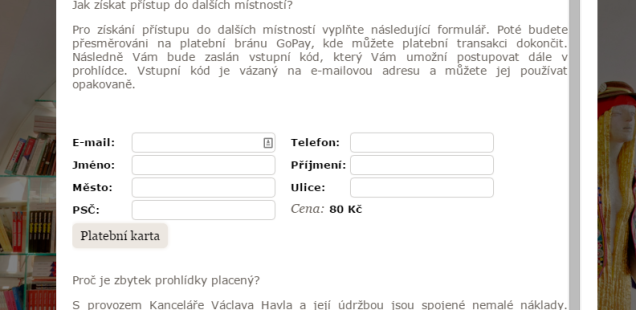 Jak získat přístup do dalších místností?
Pro získání přístupu do dalších místností vyplňte následující formulář. Poté budete
přesměrováni na platební bránu GoPay, kde můžete platební transakci dokončit.
Následně Vám bude zaslán vstupní kód, který Vám umožní postupovat dále v
prohlídce. Vstupní kód je vázaný na e-mailovou adresu a můžete jej používat
opakovaně.
E-mail: Telefon:
Jméno: Příjmení:
Město: Ulice:
PSČ: Cena: 80 Kč
Platební karta
Proč je zbytek prohlídky placený?
S provozem Kanceláře Václava Havla a její údržbou jsou spojené nemalé náklady.